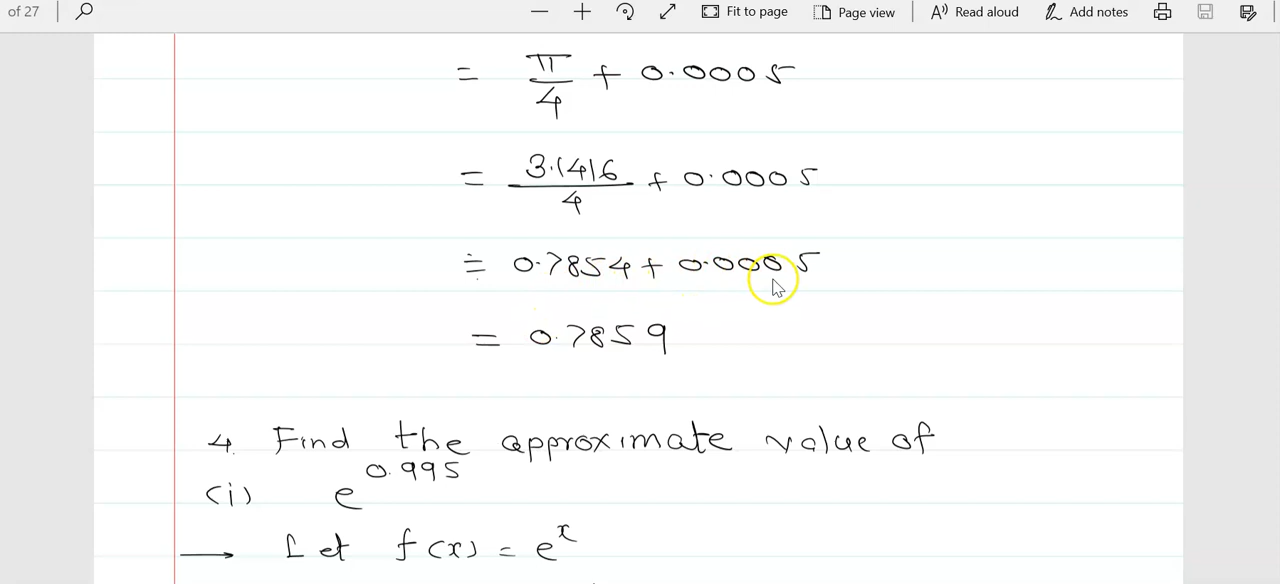 of 27 Fit to page Page view Read aloud Add notes
= π/4 + 0.0005
= 3.1416/4 + 0.0005
≑ 0.7854 + 0.0005
= 0.7859
4. Find the approximate value of
(i) e^0.995
→ Let f(x) = e^x